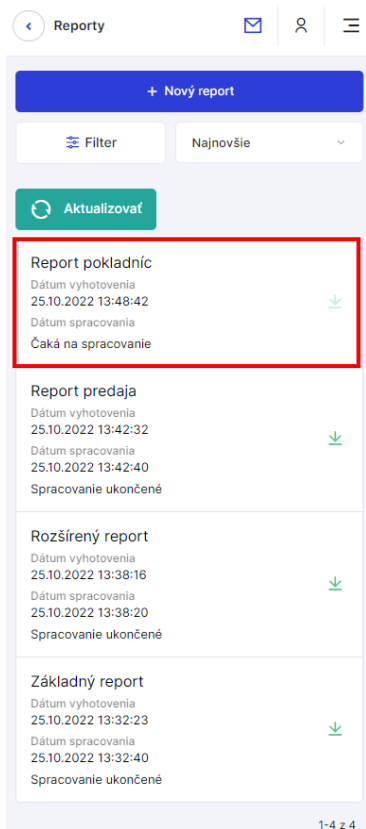 Reporty
+ Nový report
Filter
Najnovšie
Aktualizovať
Report pokladníc
Dátum vyhotovenia
25.10.2022 13:48:42
Dátum spracovania
Čaká na spracovanie
Report predaja
Dátum vyhotovenia
25.10.2022 13:42:32
Dátum spracovania
25.10.2022 13:42:40
Spracovanie ukončené
Rozšírený report
Dátum vyhotovenia
25.10.2022 13:38:16
Dátum spracovania
25.10.2022 13:38:20
Spracovanie ukončené
Základný report
Dátum vyhotovenia
25.10.2022 13:32:23
Dátum spracovania
25.10.2022 13:32:40
Spracovanie ukončené
1-4 z 4